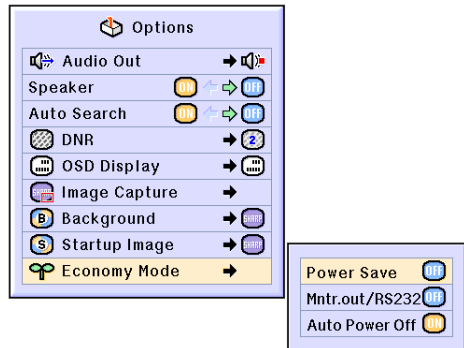 Options
Audio Out
Speaker ON OFF
Auto Search ON OFF
DNR 2
OSD Display
SHARP Image Capture
B Background SHARP
S Startup Image SHARP
Economy Mode
Power Save OFF
Mntr.out/RS232 OFF
Auto Power Off ON